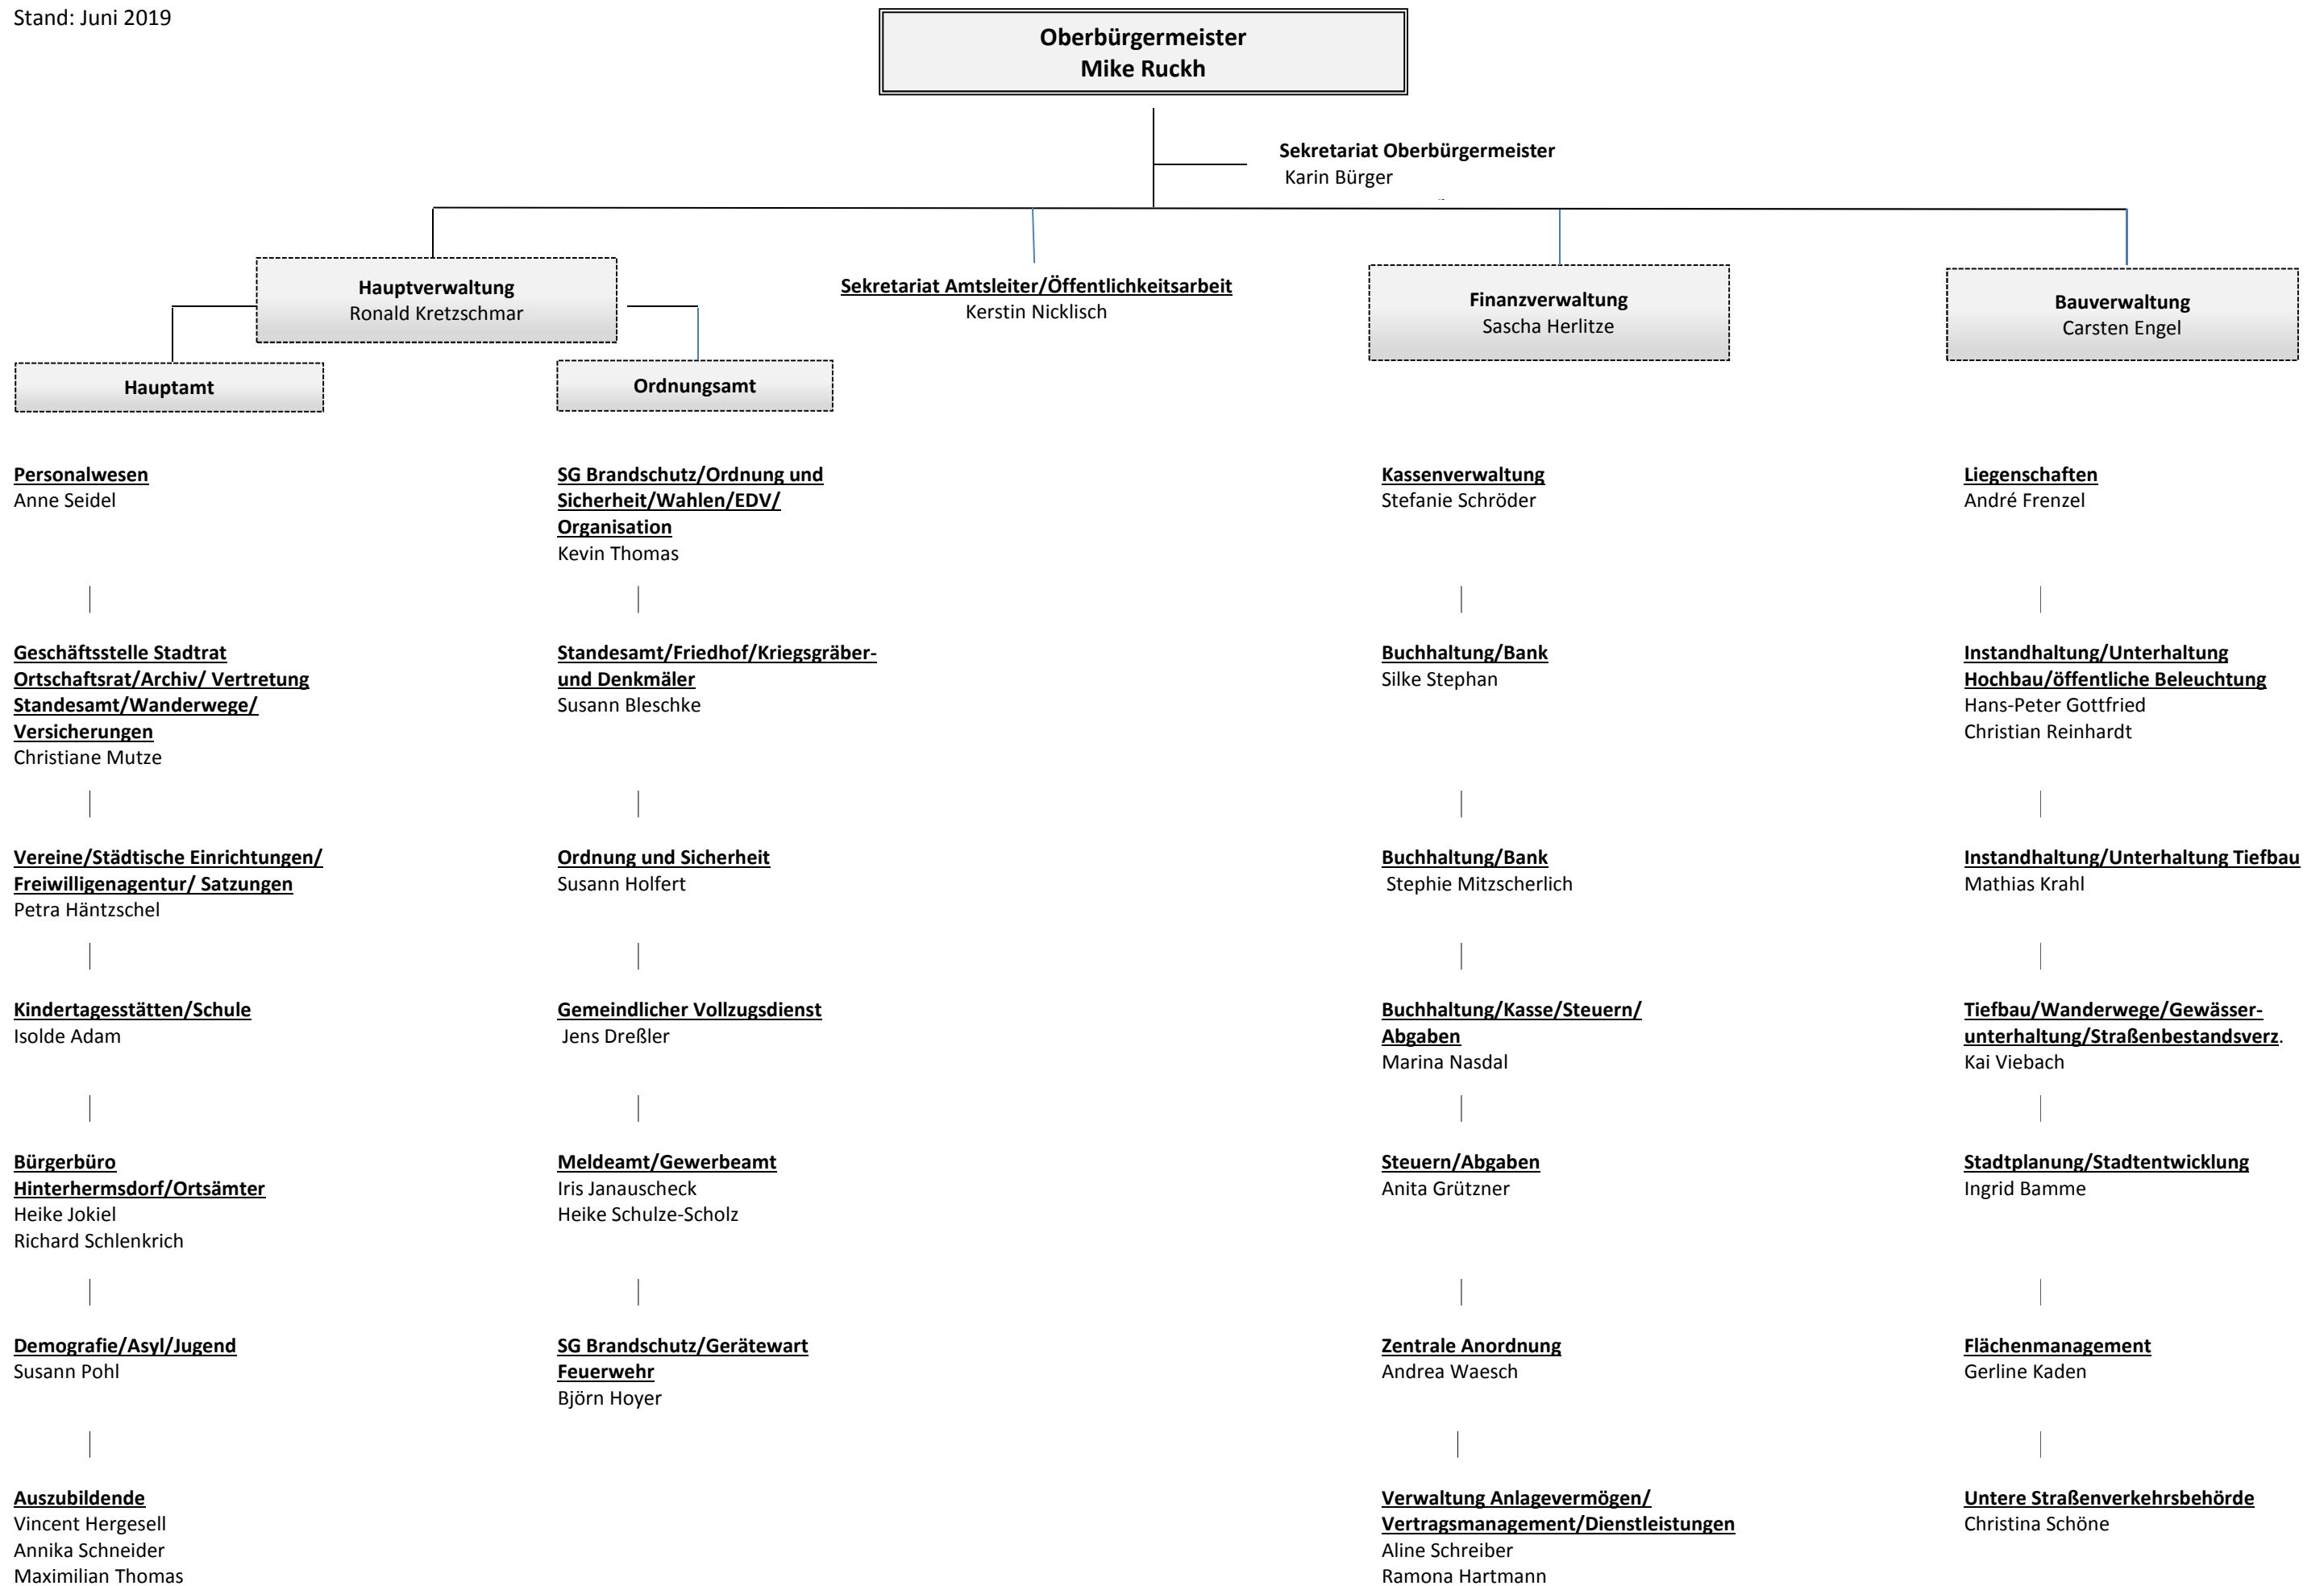 Stand: Juni 2019
Oberbürgermeister
Mike Ruckh
Sekretariat Oberbürgermeister
Karin Bürger
Hauptverwaltung
Ronald Kretzschmar
Sekretariat Amtsleiter/Öffentlichkeitsarbeit
Kerstin Nicklisch
Finanzverwaltung
Sascha Herlitze
Bauverwaltung
Carsten Engel
Hauptamt
Ordnungsamt
Personalwesen
Anne Seidel
Geschäftsstelle Stadtrat
Ortschaftsrat/Archiv/ Vertretung
Standesamt/Wanderwege/
Versicherungen
Christiane Mutze
Vereine/Städtische Einrichtungen/
Freiwilligenagentur/ Satzungen
Petra Häntzschel
Kindertagesstätten/Schule
Isolde Adam
Bürgerbüro
Hinterhermsdorf/Ortsämter
Heike Jokiel
Richard Schlenkrich
Demografie/Asyl/Jugend
Susann Pohl
Auszubildende
Vincent Hergesell
Annika Schneider
Maximilian Thomas
SG Brandschutz/Ordnung und
Sicherheit/Wahlen/EDV/
Organisation
Kevin Thomas
Standesamt/Friedhof/Kriegsgräber-
und Denkmäler
Susann Bleschke
Ordnung und Sicherheit
Susann Holfert
Gemeindlicher Vollzugsdienst
Jens Dreßler
Meldeamt/Gewerbeamt
Iris Janauscheck
Heike Schulze-Scholz
SG Brandschutz/Gerätewart
Feuerwehr
Björn Hoyer
Kassenverwaltung
Stefanie Schröder
Buchhaltung/Bank
Silke Stephan
Buchhaltung/Bank
Stephie Mitzscherlich
Buchhaltung/Kasse/Steuern/
Abgaben
Marina Nasdal
Steuern/Abgaben
Anita Grützner
Zentrale Anordnung
Andrea Waesch
Verwaltung Anlagevermögen/
Vertragsmanagement/Dienstleistungen
Aline Schreiber
Ramona Hartmann
Liegenschaften
André Frenzel
Instandhaltung/Unterhaltung
Hochbau/öffentliche Beleuchtung
Hans-Peter Gottfried
Christian Reinhardt
Instandhaltung/Unterhaltung Tiefbau
Mathias Krahl
Tiefbau/Wanderwege/Gewässer-
unterhaltung/Straßenbestandsverz.
Kai Viebach
Stadtplanung/Stadtentwicklung
Ingrid Bamme
Flächenmanagement
Gerline Kaden
Untere Straßenverkehrsbehörde
Christina Schöne